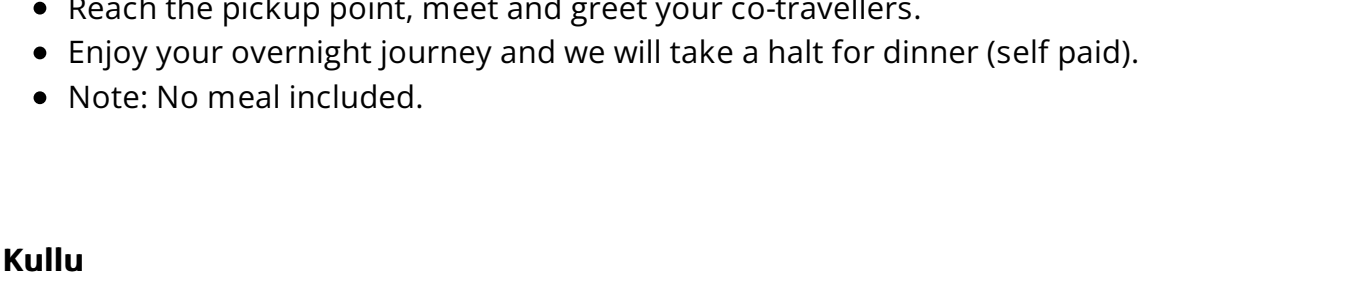 • Reach the pickup point, meet and greet your co-travellers.
• Enjoy your overnight journey and we will take a halt for dinner (self paid).
• Note: No meal included.
Kullu